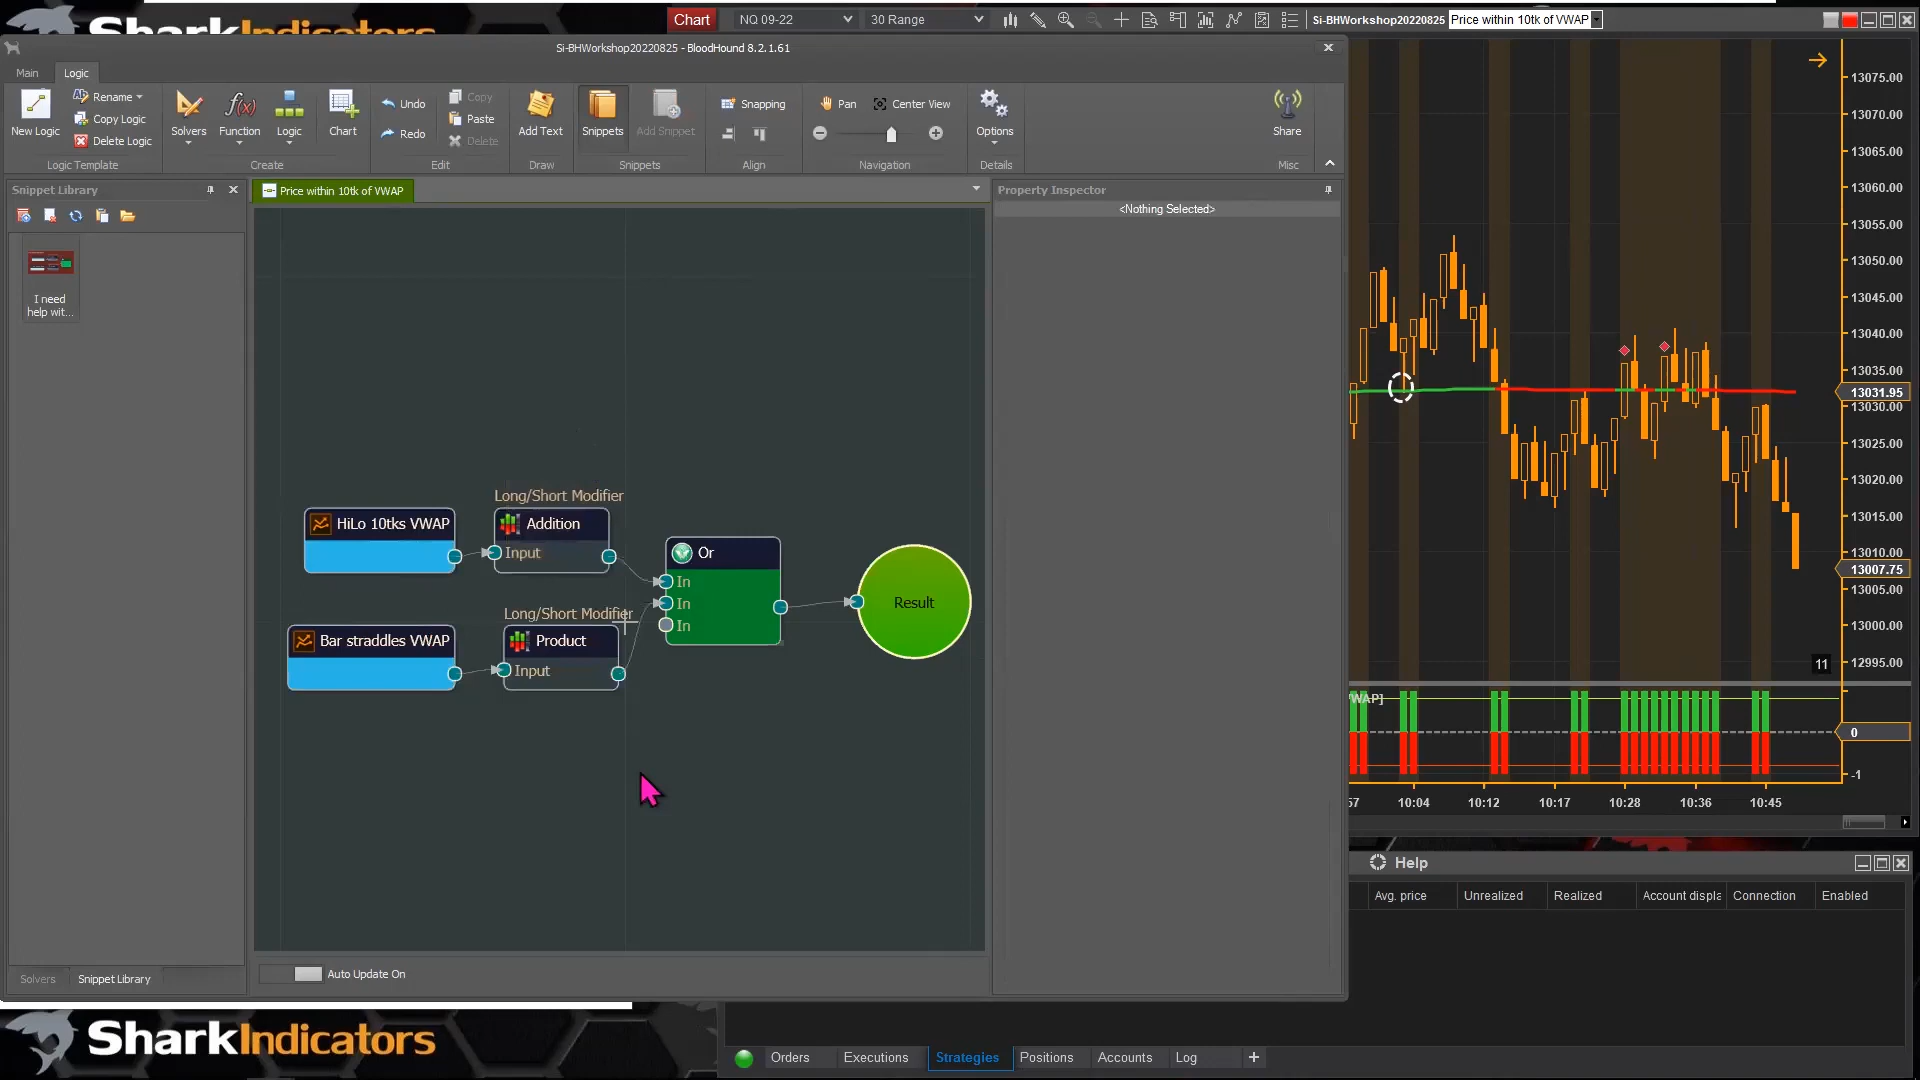 SharkIndicators
Chart
NQ 09-22
30 Range
Si-BHWorkshop20220825
Price within 10tk of VWAP
Si-BHWorkshop20220825 - BloodHound 8.2.1.61
Main
Logic
New Logic
Rename
Copy Logic
Delete Logic
Logic Template
Solvers
Function
Logic
Chart
Create
Undo
Redo
Copy
Paste
Delete
Edit
Add Text
Draw
Snippets
Add Snippet
Snippets
Snapping
Align
Pan
Center View
Navigation
Options
Details
Share
Misc
Snippet Library
Price within 10tk of VWAP
Property Inspector
<Nothing Selected>
I need
help wit...
Long/Short Modifier
HiLo 10tks VWAP
Addition
Input
Long/Short Modifier
Bar straddles VWAP
Product
Input
Or
In
In
In
Result
Auto Update On
Solvers
Snippet Library
13075.00
13070.00
13065.00
13060.00
13055.00
13050.00
13045.00
13040.00
13035.00
13031.95
13030.00
13025.00
13020.00
13015.00
13010.00
13007.75
13005.00
13000.00
12995.00
11
VWAP]
0
-1
57
10:04
10:12
10:17
10:28
10:36
10:45
Help
Avg. price
Unrealized
Realized
Account displa
Connection
Enabled
SharkIndicators
Orders
Executions
Strategies
Positions
Accounts
Log
+